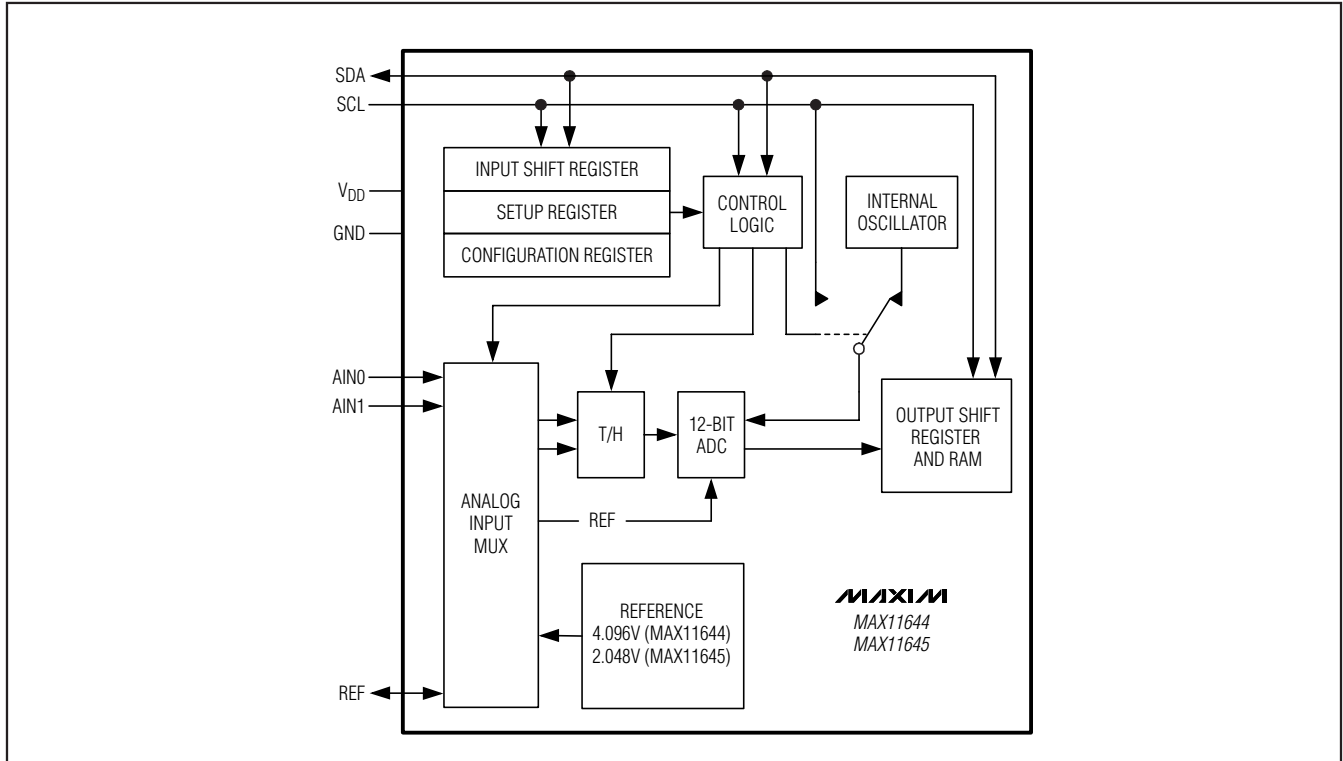 SDA
SCL
INPUT SHIFT REGISTER
SETUP REGISTER
CONFIGURATION REGISTER
CONTROL
LOGIC
INTERNAL
OSCILLATOR
VDD
GND
AIN0
AIN1
T/H
12-BIT
ADC
OUTPUT SHIFT
REGISTER
AND RAM
ANALOG
INPUT
MUX
REF
REFERENCE
4.096V (MAX11644)
2.048V (MAX11645)
MAXIM
MAX11644
MAX11645
REF